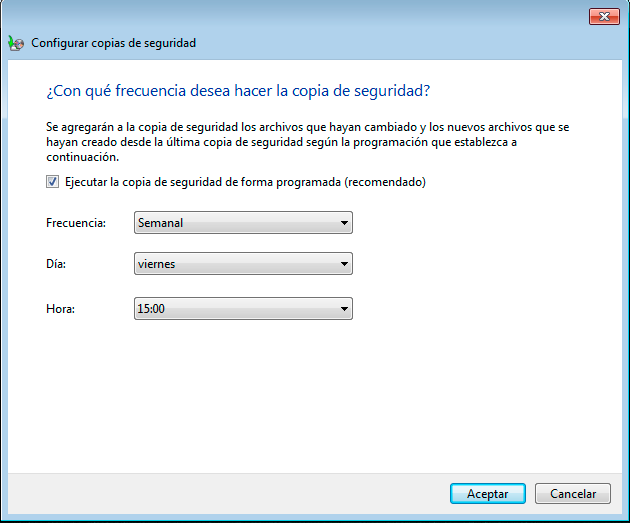 Configurar copias de seguridad
¿Con qué frecuencia desea hacer la copia de seguridad?
Se agregarán a la copia de seguridad los archivos que hayan cambiado y los nuevos archivos que se
hayan creado desde la última copia de seguridad según la programación que establezca a
continuación.
Ejecutar la copia de seguridad de forma programada (recomendado)
Frecuencia: Semanal
Día: viernes
Hora: 15:00
Aceptar Cancelar